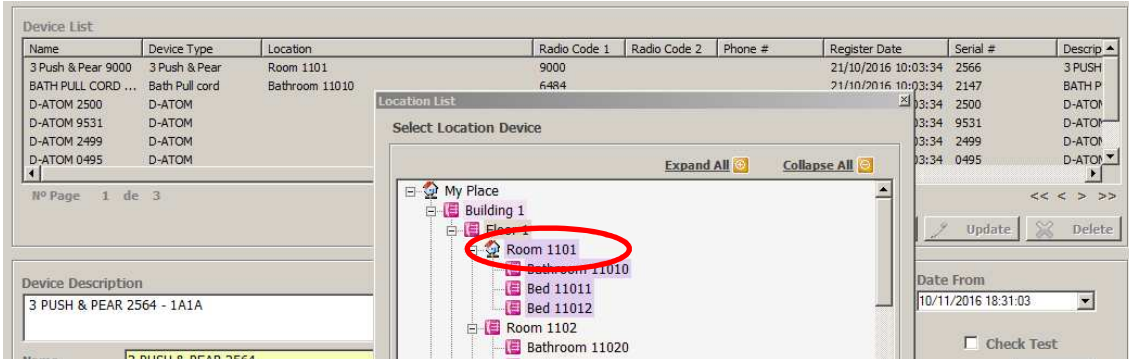 Device List
Name Device Type Location Radio Code 1 Radio Code 2 Phone # Register Date Serial # Descrip
3 Push & Pear 9000 3 Push & Pear Room 1101 9000 21/10/2016 10:03:34 2566 3 PUSH
BATH PULL CORD ... Bath Pull cord Bathroom 11010 6484 21/10/2016 10:03:34 2147 BATH P
D-ATOM 2500 D-ATOM 03:34 2500 D-ATOM
D-ATOM 9531 D-ATOM 03:34 9531 D-ATOM
D-ATOM 2499 D-ATOM 03:34 2499 D-ATOM
D-ATOM 0495 D-ATOM 03:34 0495 D-ATOM
Nº Page 1 de 3 << < > >>
Update Delete
Location List
Select Location Device
Expand All Collapse All
My Place
Building 1
Floor 1
Room 1101
Bathroom 11010
Bed 11011
Bed 11012
Room 1102
Bathroom 11020
Device Description
3 PUSH & PEAR 2564 - 1A1A
Name 3 PUSH & PEAR 2564
Date From
10/11/2016 18:31:03
Check Test